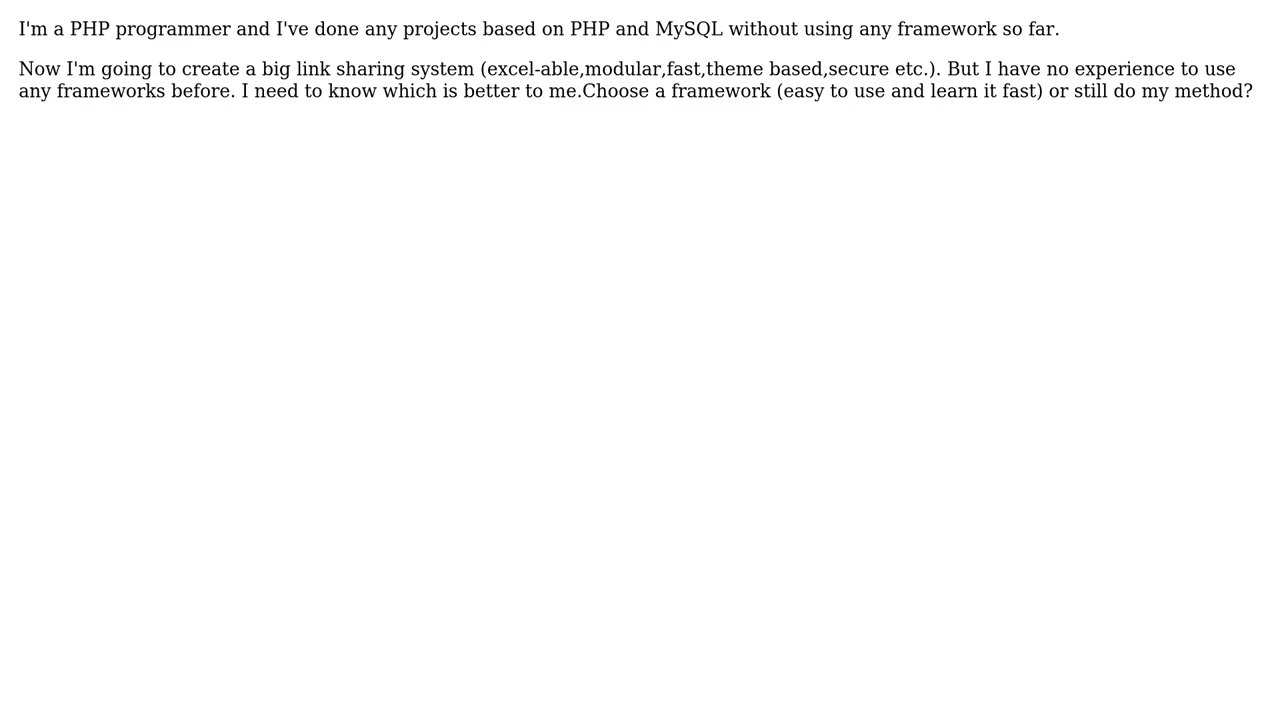 I'm a PHP programmer and I've done any projects based on PHP and MySQL without using any framework so far.
Now I'm going to create a big link sharing system (excel-able,modular,fast,theme based,secure etc.). But I have no experience to use
any frameworks before. I need to know which is better to me.Choose a framework (easy to use and learn it fast) or still do my method?